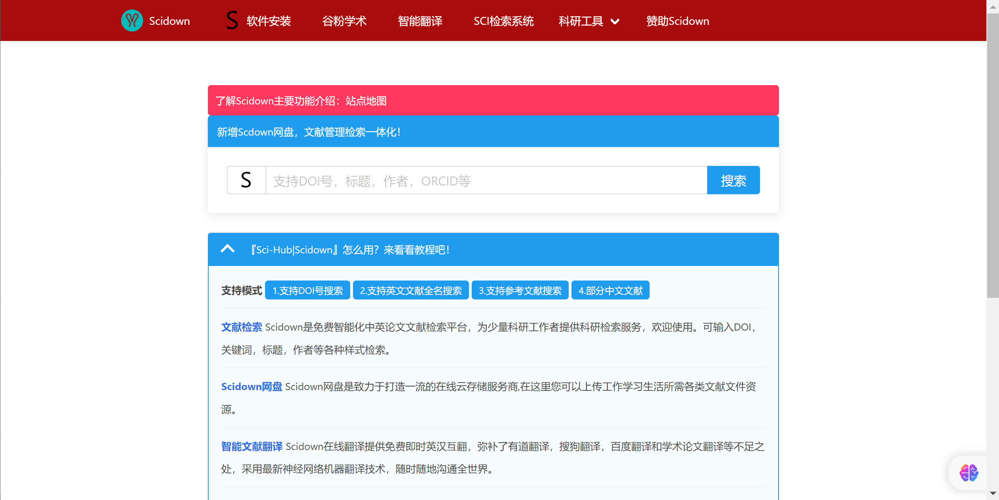 Scidown
S 软件安装
谷粉学术
智能翻译
SCI检索系统
科研工具
赞助Scidown
了解Scidown主要功能介绍：站点地图
新增Scdown网盘，文献管理检索一体化！
S
支持DOI号，标题，作者，ORCID等
搜索
『Sci-Hub|Scidown』怎么用？来看看教程吧！
支持模式 1.支持DOI号搜索 2.支持英文文献全名搜索 3.支持参考文献搜索 4.部分中文文献
文献检索 Scidown是免费智能化中英论文文献检索平台，为少量科研工作者提供科研检索服务，欢迎使用。可输入DOI，
关键词，标题，作者等各种样式检索。
Scidown网盘 Scidown网盘是致力于打造一流的在线云存储服务商,在这里您可以上传工作学习生活所需各类文献文件资
源。
智能文献翻译 Scidown在线翻译提供免费即时英汉互翻，弥补了有道翻译，搜狗翻译，百度翻译和学术论文翻译等不足之
处，采用最新神经网络机器翻译技术，随时随地沟通全世界。